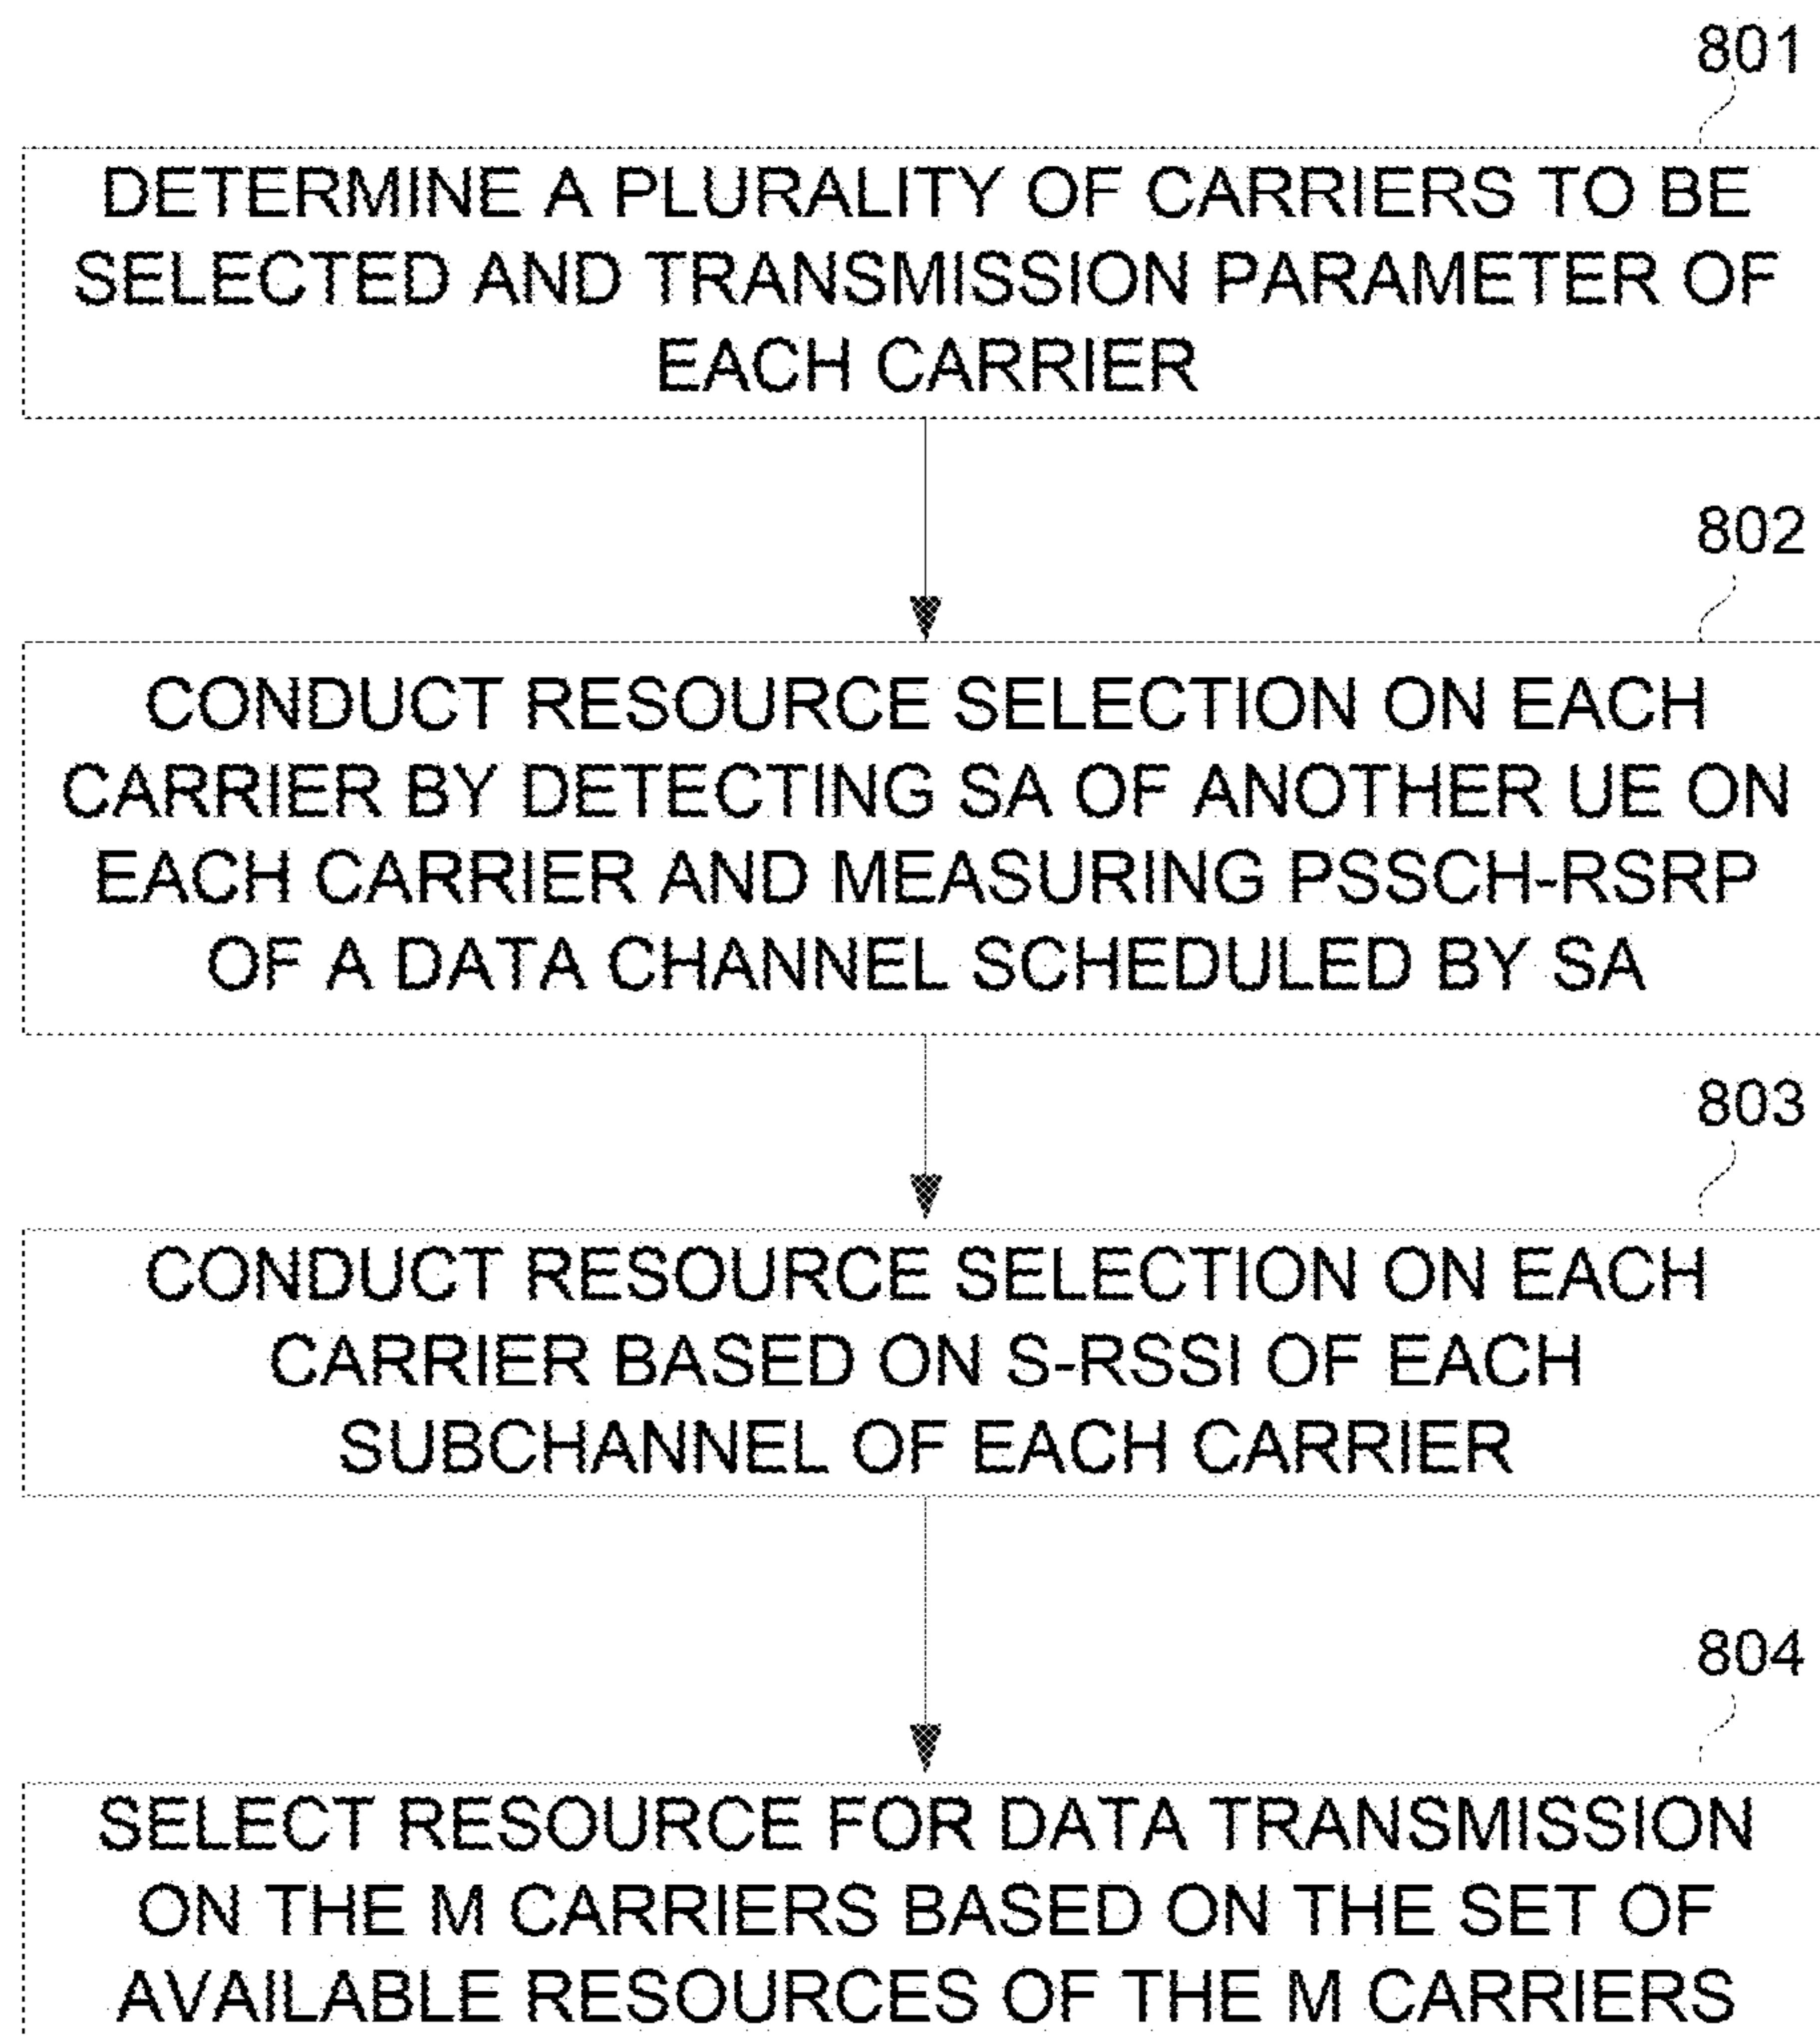 801
DETERMINE A PLURALITY OF CARRIERS TO BE
SELECTED AND TRANSMISSION PARAMETER OF
EACH CARRIER
802
CONDUCT RESOURCE SELECTION ON EACH
CARRIER BY DETECTING SA OF ANOTHER UE ON
EACH CARRIER AND MEASURING PSSCH-RSRP
OF A DATA CHANNEL SCHEDULED BY SA
803
CONDUCT RESOURCE SELECTION ON EACH
CARRIER BASED ON S-RSSI OF EACH
SUBCHANNEL OF EACH CARRIER
804
SELECT RESOURCE FOR DATA TRANSMISSION
ON THE M CARRIERS BASED ON THE SET OF
AVAILABLE RESOURCES OF THE M CARRIERS